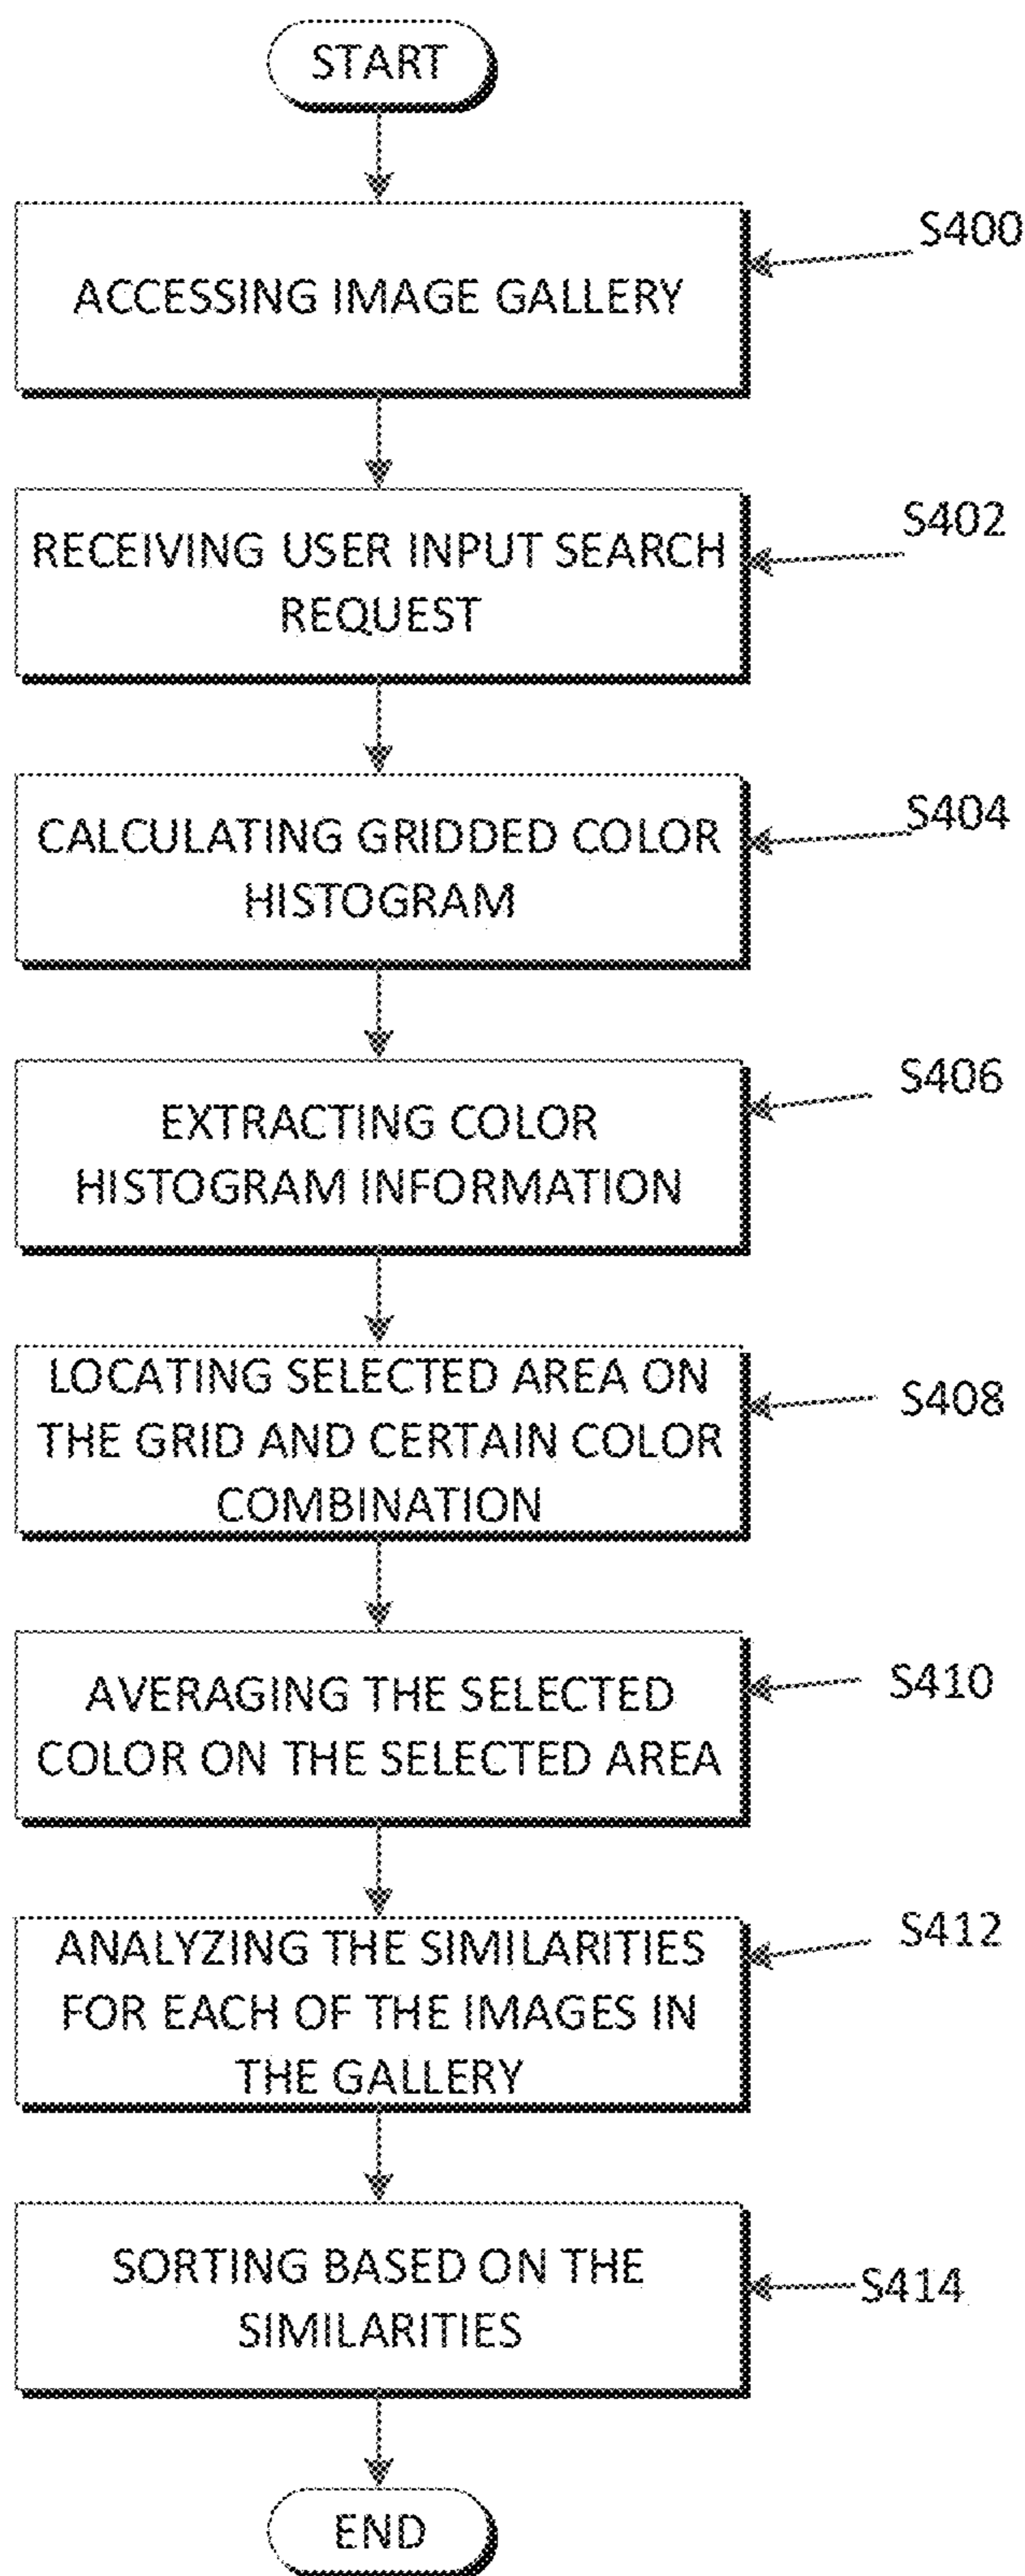 START
ACCESSING IMAGE GALLERY
S400
RECEIVING USER INPUT SEARCH
REQUEST
S402
CALCULATING GRIDDED COLOR
HISTOGRAM
S404
EXTRACTING COLOR
HISTOGRAM INFORMATION
S406
LOCATING SELECTED AREA ON
THE GRID AND CERTAIN COLOR
COMBINATION
S408
AVERAGING THE SELECTED
COLOR ON THE SELECTED AREA
S410
ANALYZING THE SIMILARITIES
FOR EACH OF THE IMAGES IN
THE GALLERY
S412
SORTING BASED ON THE
SIMILARITIES
S414
END